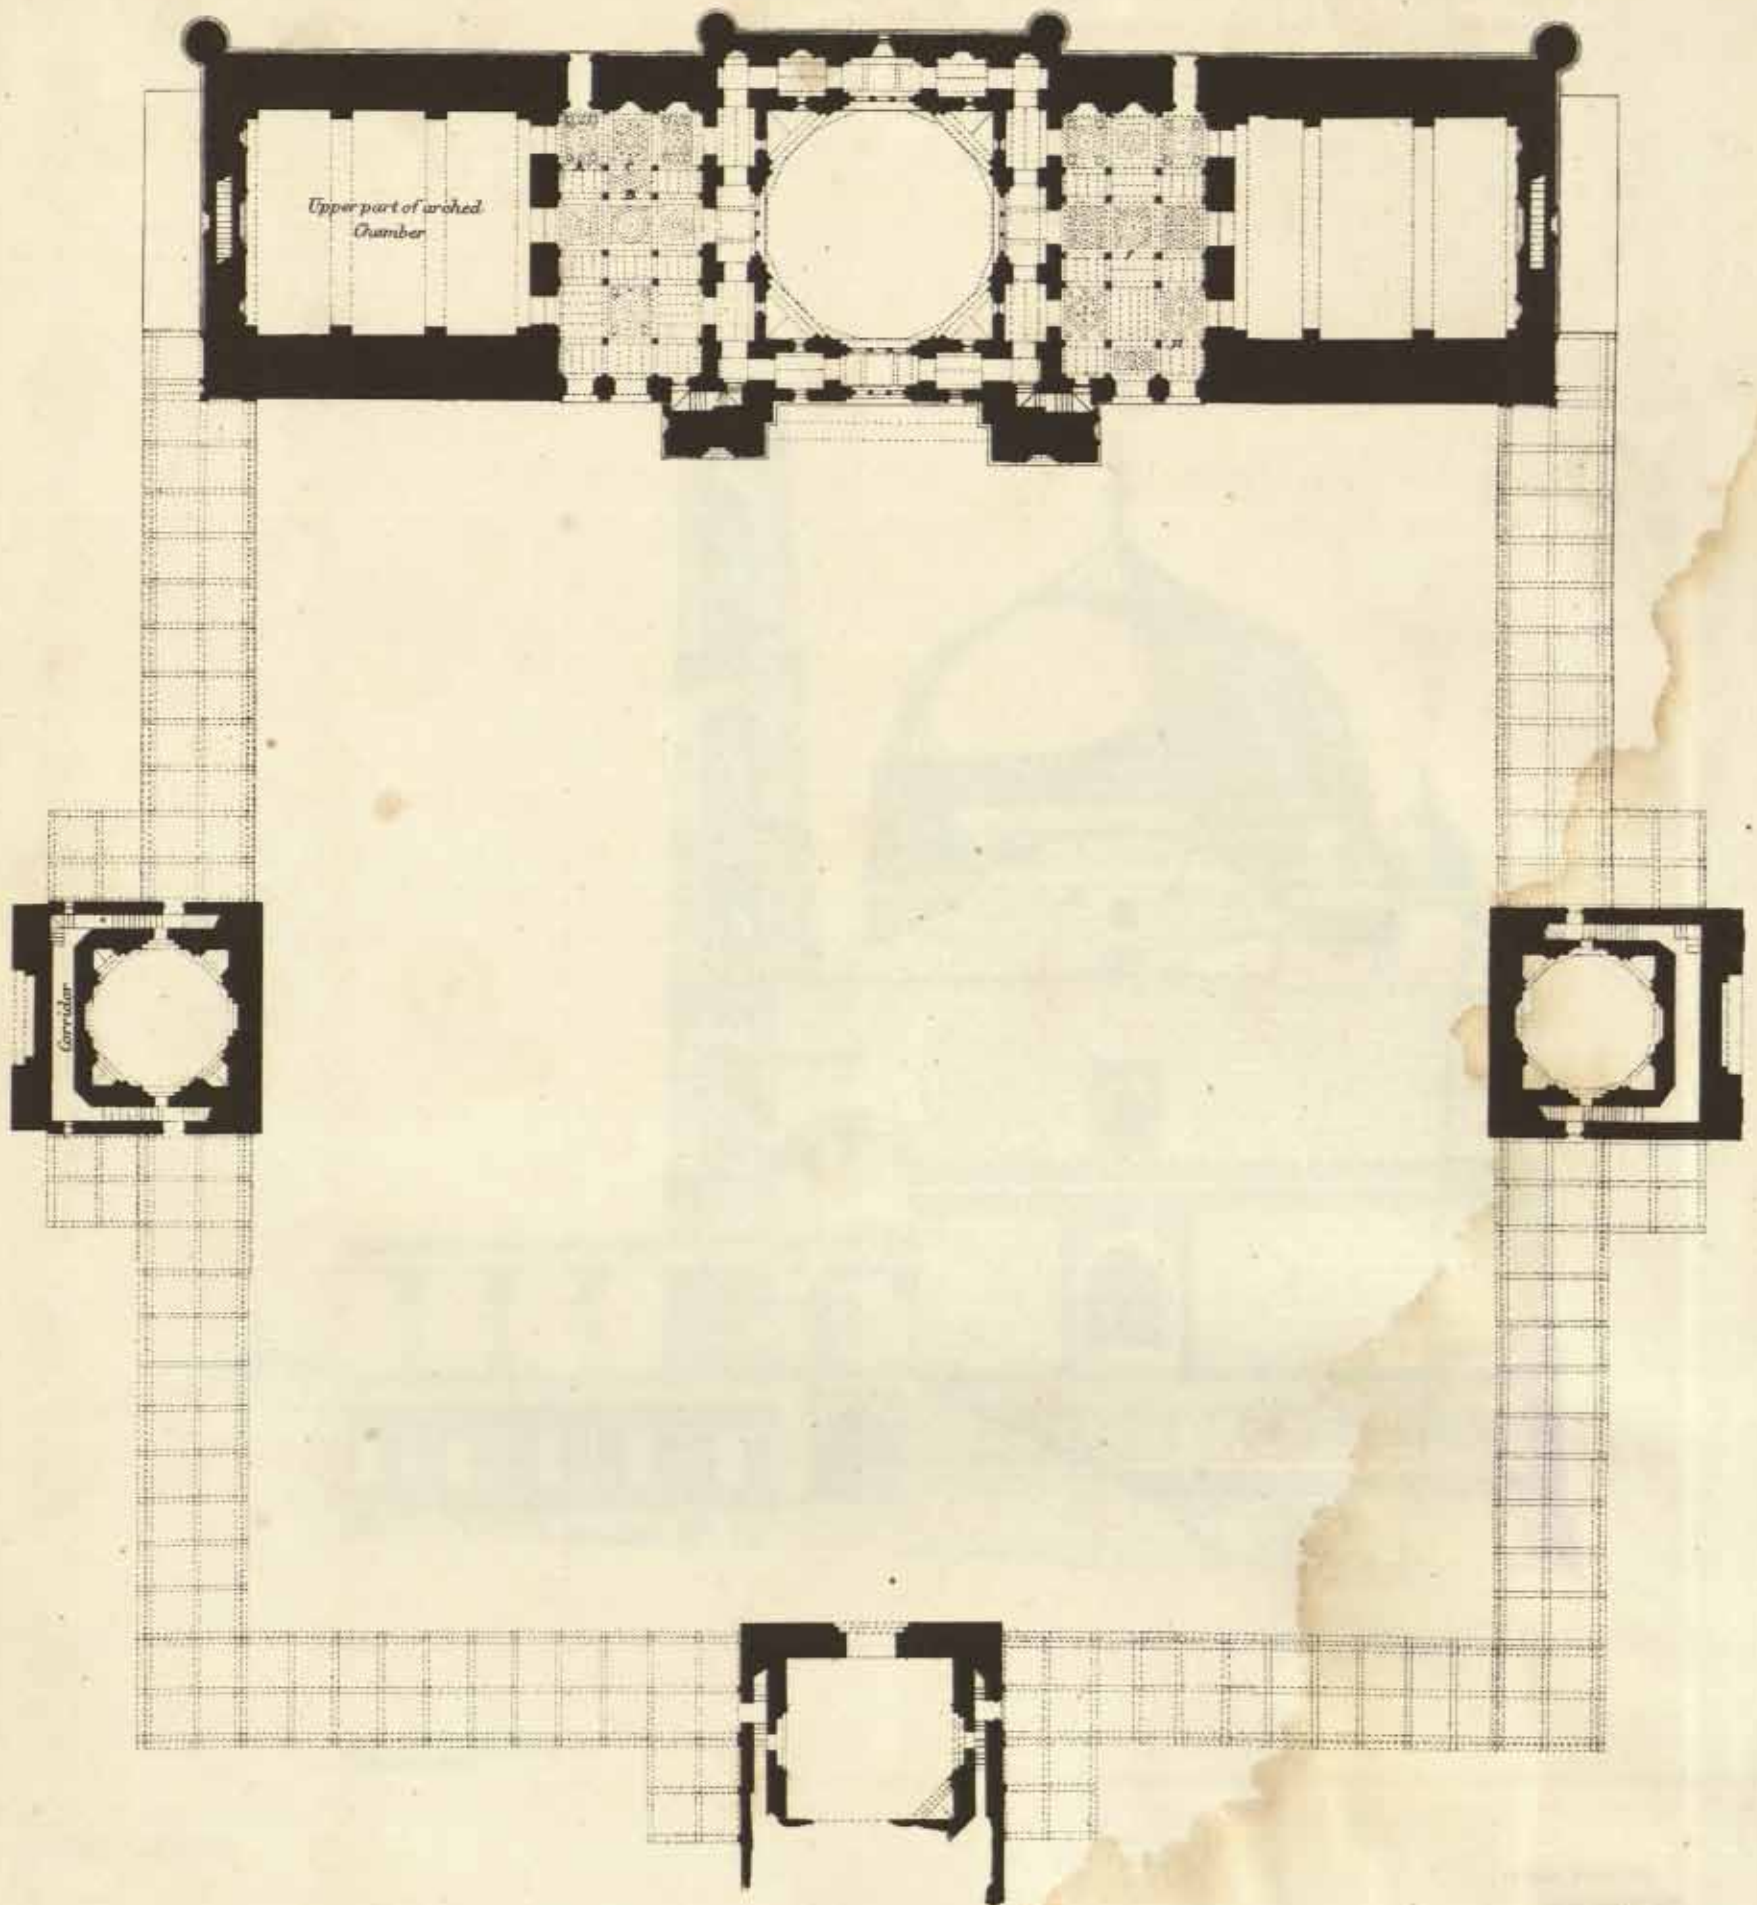 Upper part of arched
Chamber
A
C
B
Corridor